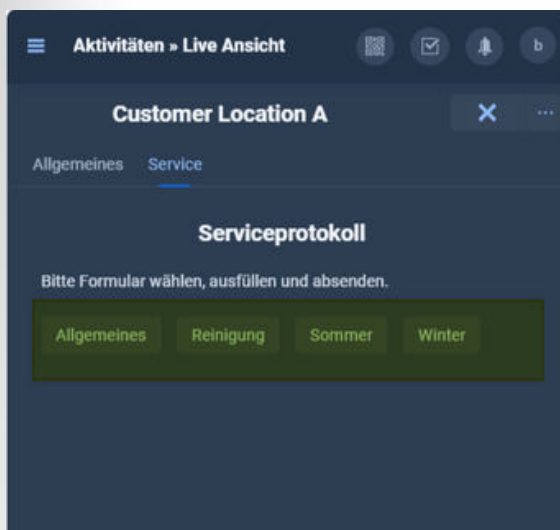 Aktivitäten » Live Ansicht b
Customer Location A
Allgemeines Service
Serviceprotokoll
Bitte Formular wählen, ausfüllen und absenden.
Allgemeines Reinigung Sommer Winter